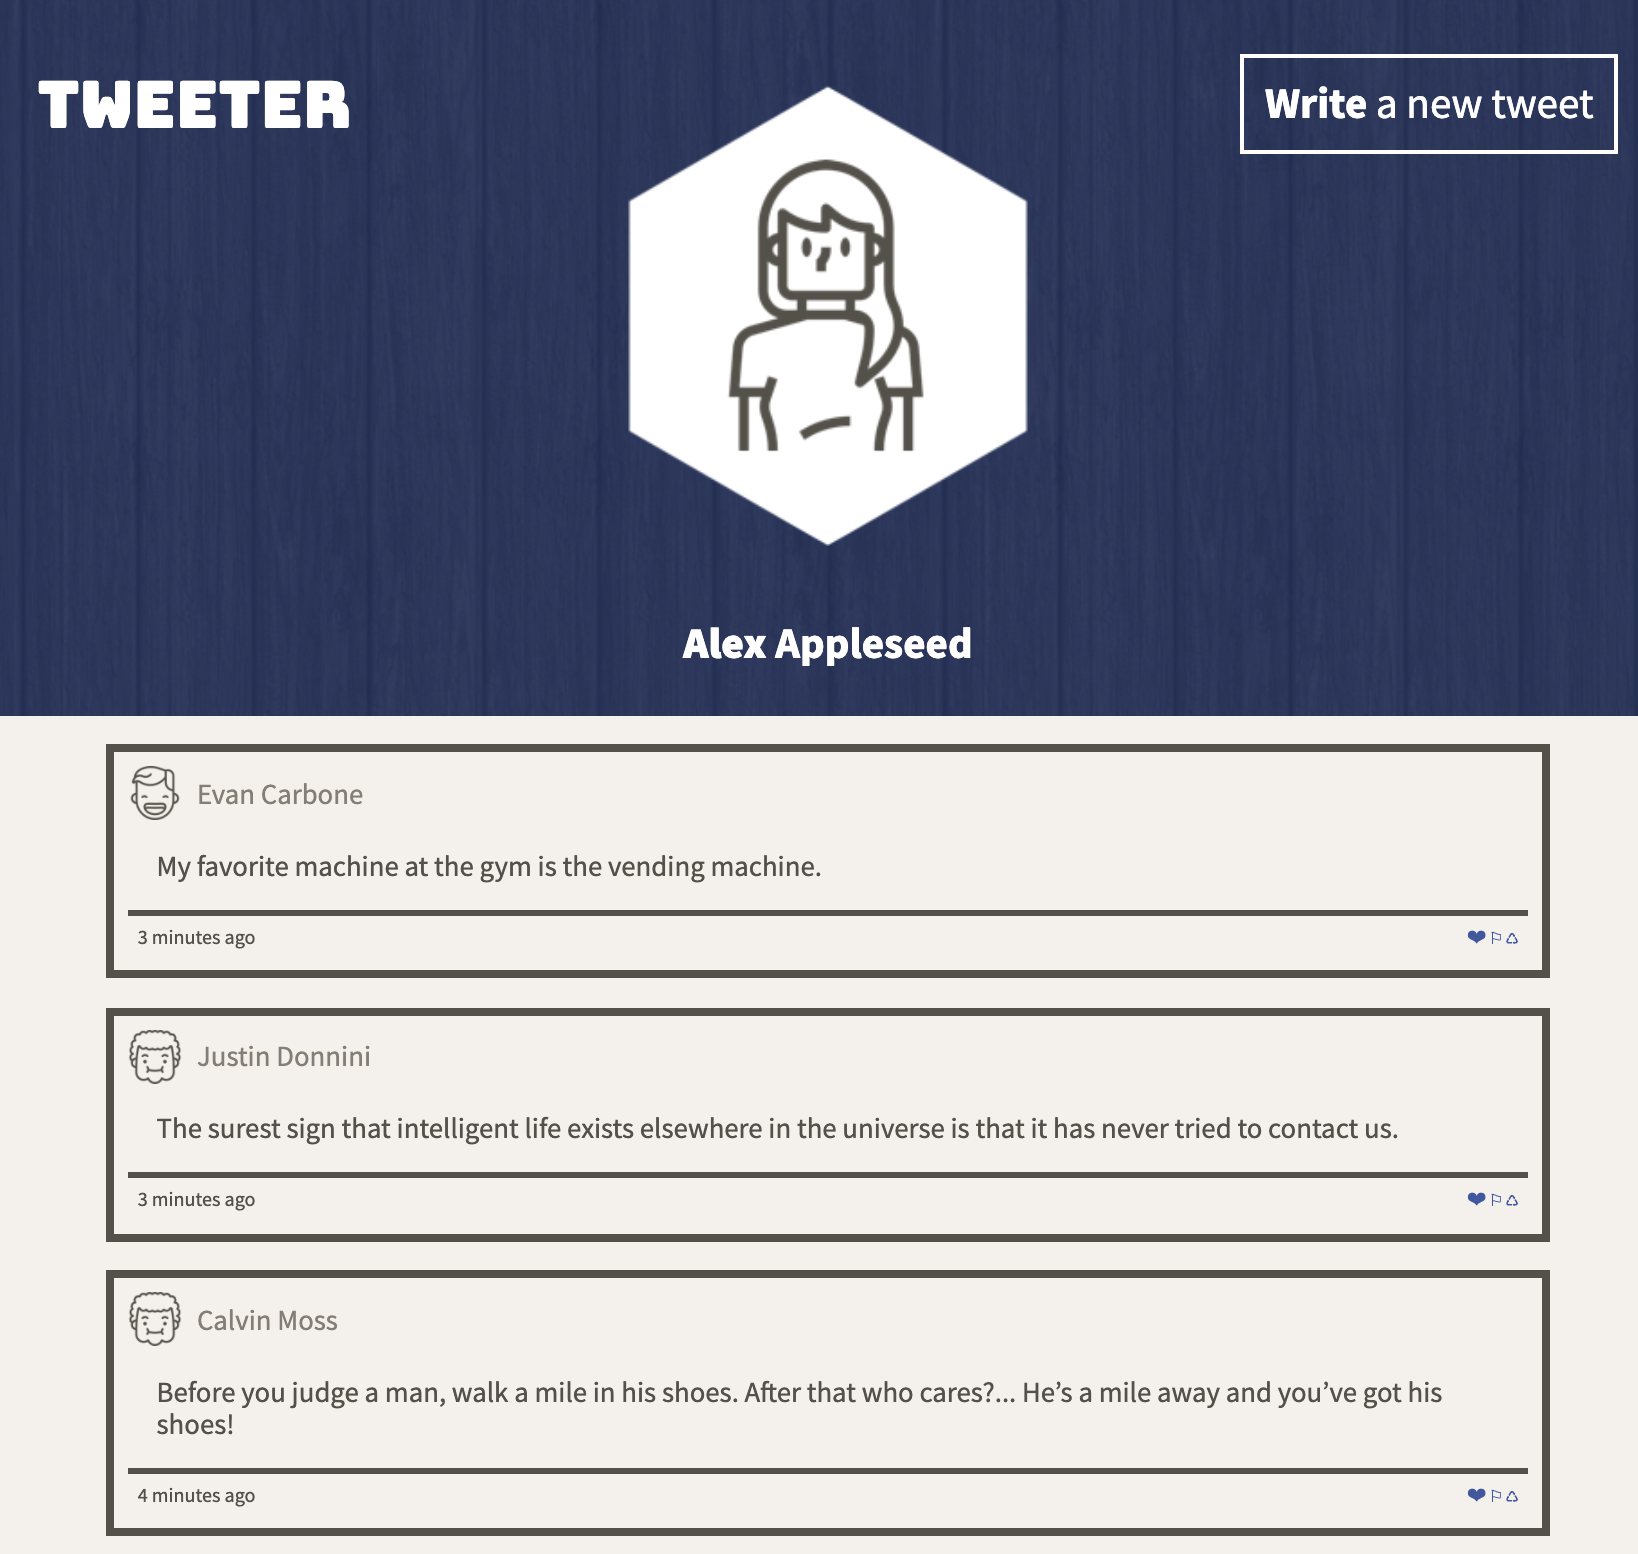 TWEETER
Write a new tweet
Alex Appleseed
Evan Carbone
My favorite machine at the gym is the vending machine.
3 minutes ago
Justin Donnini
The surest sign that intelligent life exists elsewhere in the universe is that it has never tried to contact us.
3 minutes ago
Calvin Moss
Before you judge a man, walk a mile in his shoes. After that who cares?... He’s a mile away and you’ve got his
shoes!
4 minutes ago